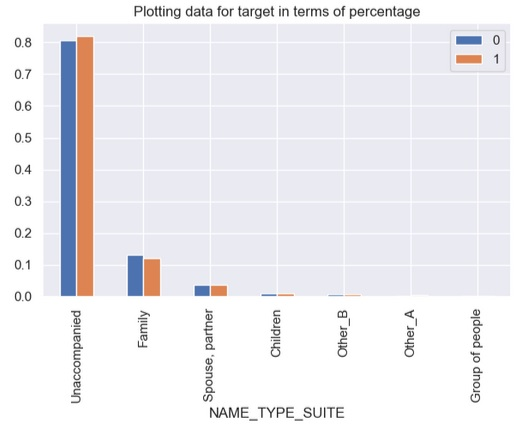 Plotting data for target in terms of percentage
0
1
0.8
0.7
0.6
0.5
0.4
0.3
0.2
0.1
0.0
Unaccompanied
Family
Spouse, partner
Children
Other_B
Other_A
Group of people
NAME_TYPE_SUITE